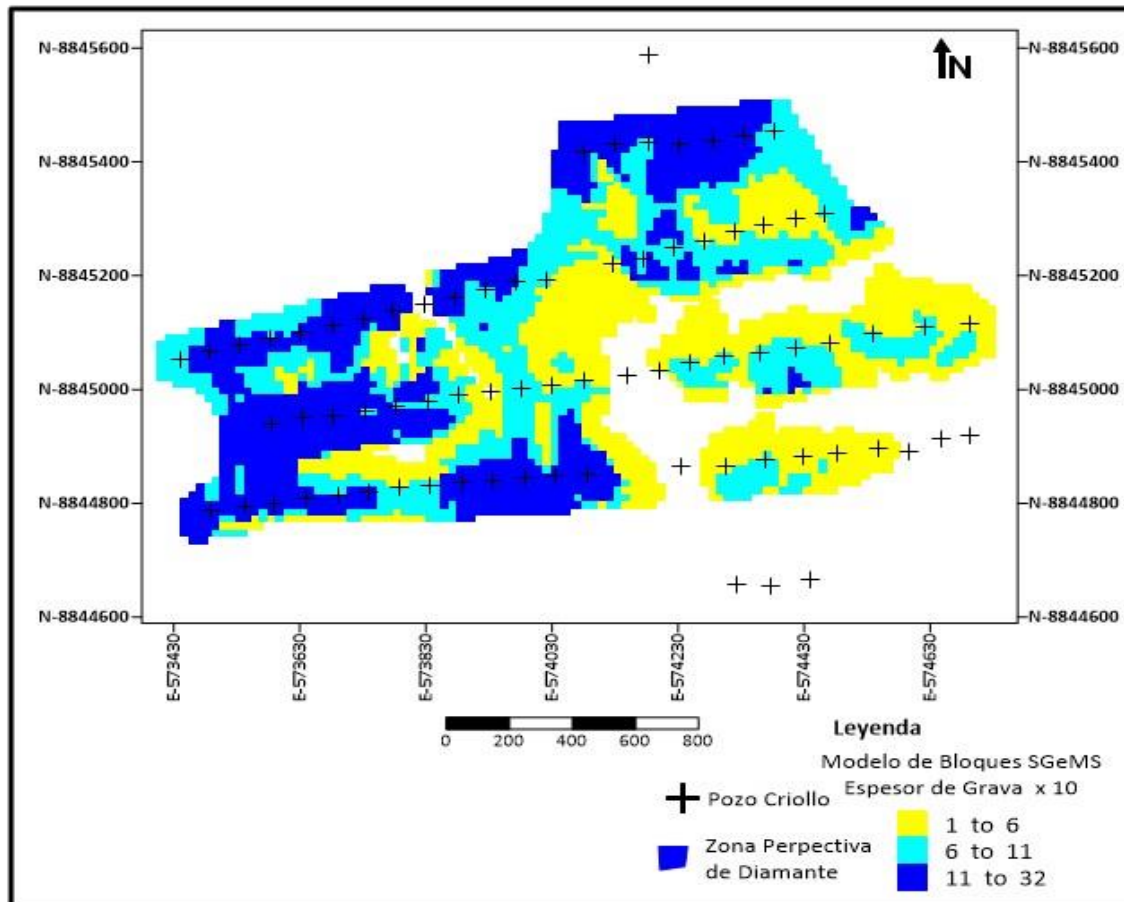 N
N-8845600 N-8845600
N-8845400 N-8845400
N-8845200 N-8845200
N-8845000 N-8845000
N-8844800 N-8844800
N-8844600 N-8844600
E-573430
E-573630
E-573830
E-574030
E-574230
E-574430
E-574630
0 200 400 600 800
Leyenda
Modelo de Bloques SGeMS
Espesor de Grava x 10
Pozo Criollo
Zona Perpectiva
de Diamante
1 to 6
6 to 11
11 to 32